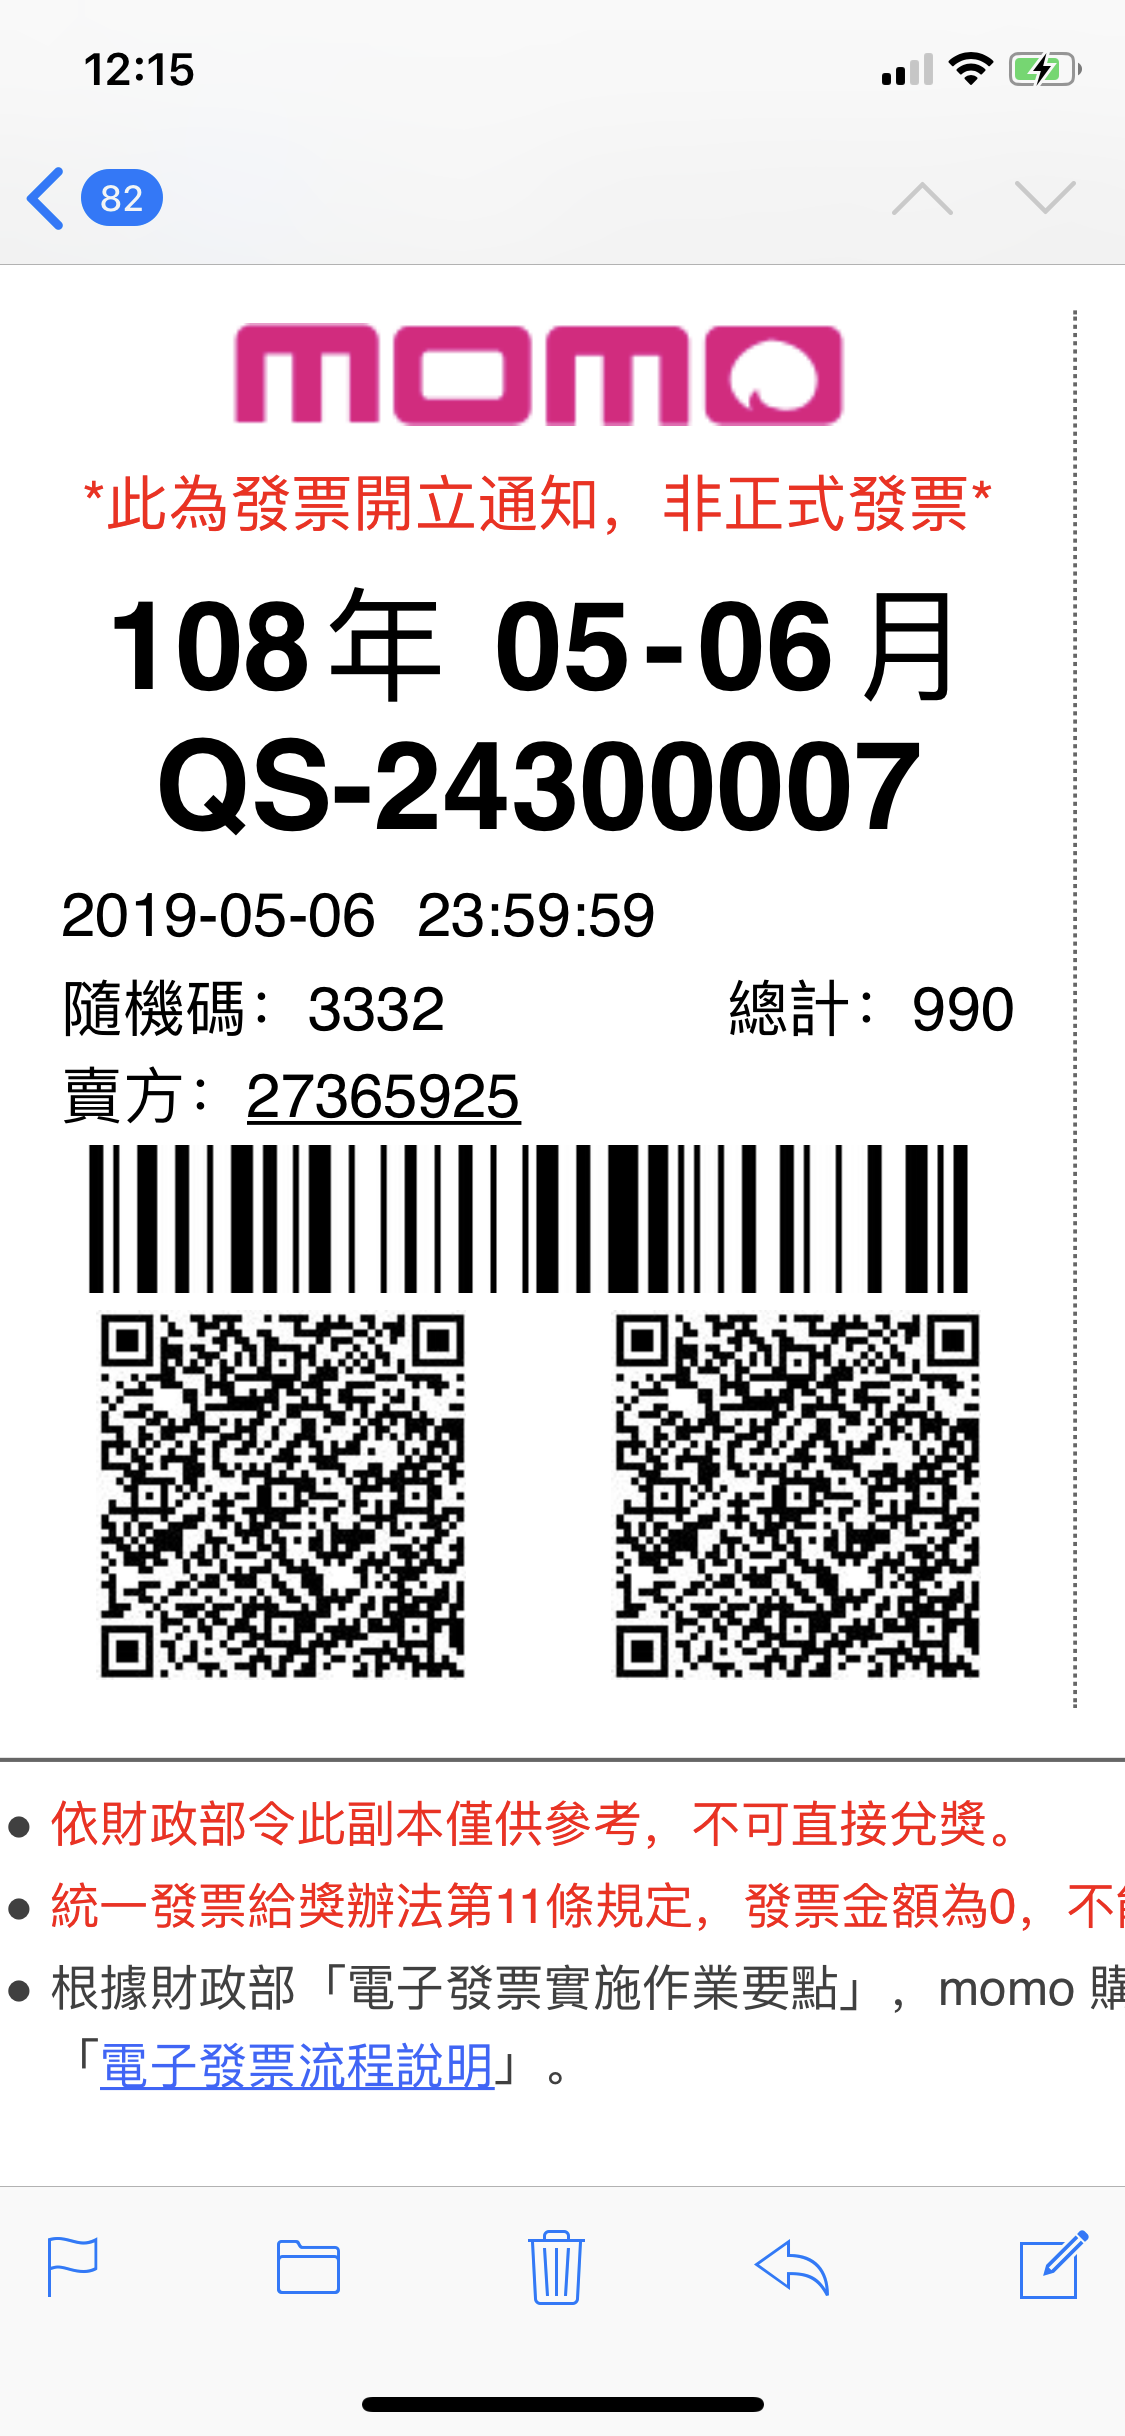 12:15
82
momo
*此為發票開立通知，非正式發票*
108年 05-06月
QS-24300007
2019-05-06 23:59:59
隨機碼：3332 總計：990
賣方：27365925
● 依財政部令此副本僅供參考，不可直接兌獎。
● 統一發票給獎辦法第11條規定，發票金額為0，不
● 根據財政部「電子發票實施作業要點」，momo 購
「電子發票流程說明」。